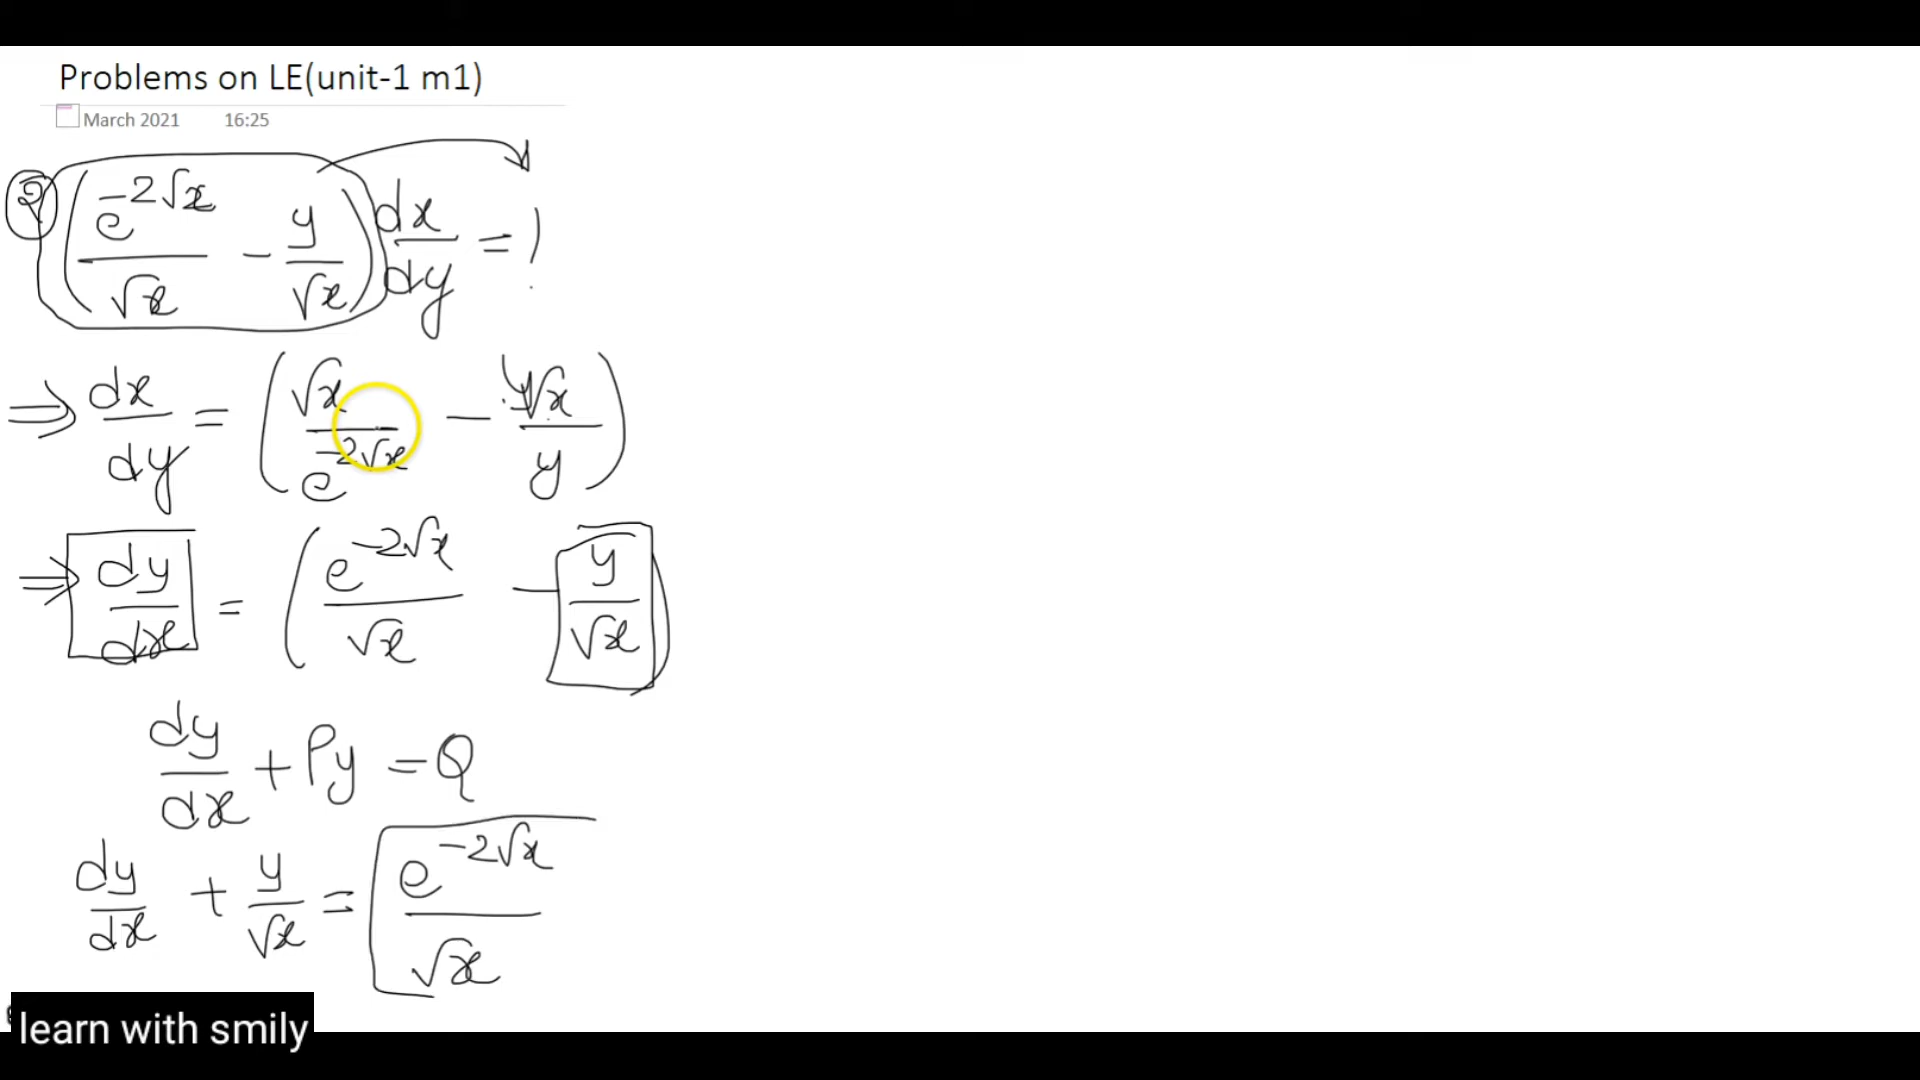 Problems on LE(unit-1 m1)
March 2021 16:25
(e^{-2√x}/√x - y/√x) dx/dy = 1
⇒ dx/dy = (√x/e^{-2√x} - √x/y)
⇒ dy/dx = (e^{-2√x}/√x - y/√x)
dy/dx + Py = Q
dy/dx + y/√x = e^{-2√x}/√x
learn with smily